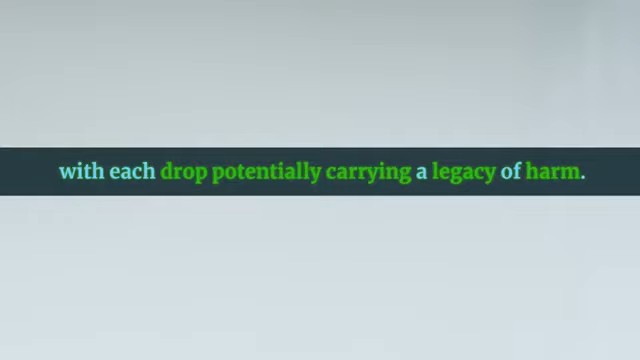 with each drop potentially carrying a legacy of harm.